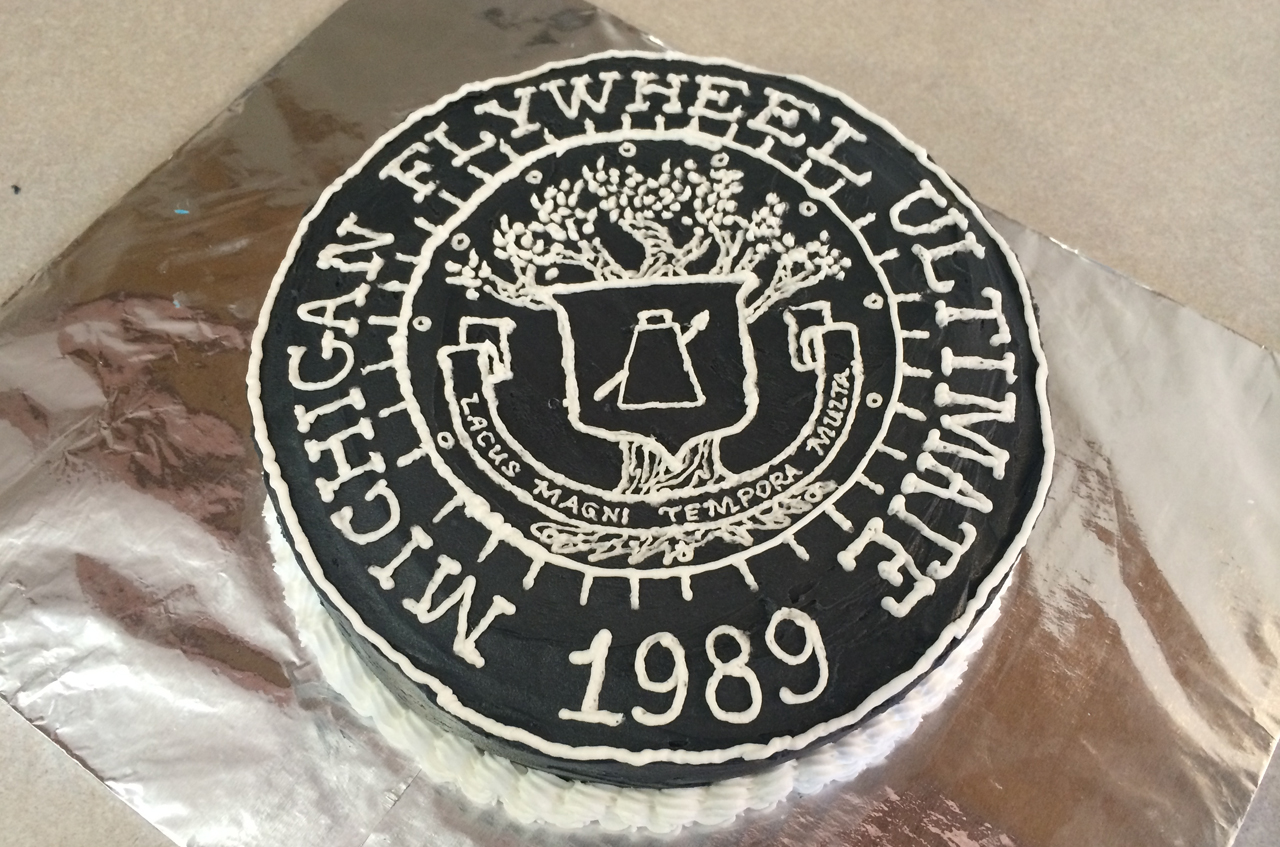 MICHIGAN FLYWHEEL ULTIMATE
LACUS MAGNI TEMPORA MULTA
1989